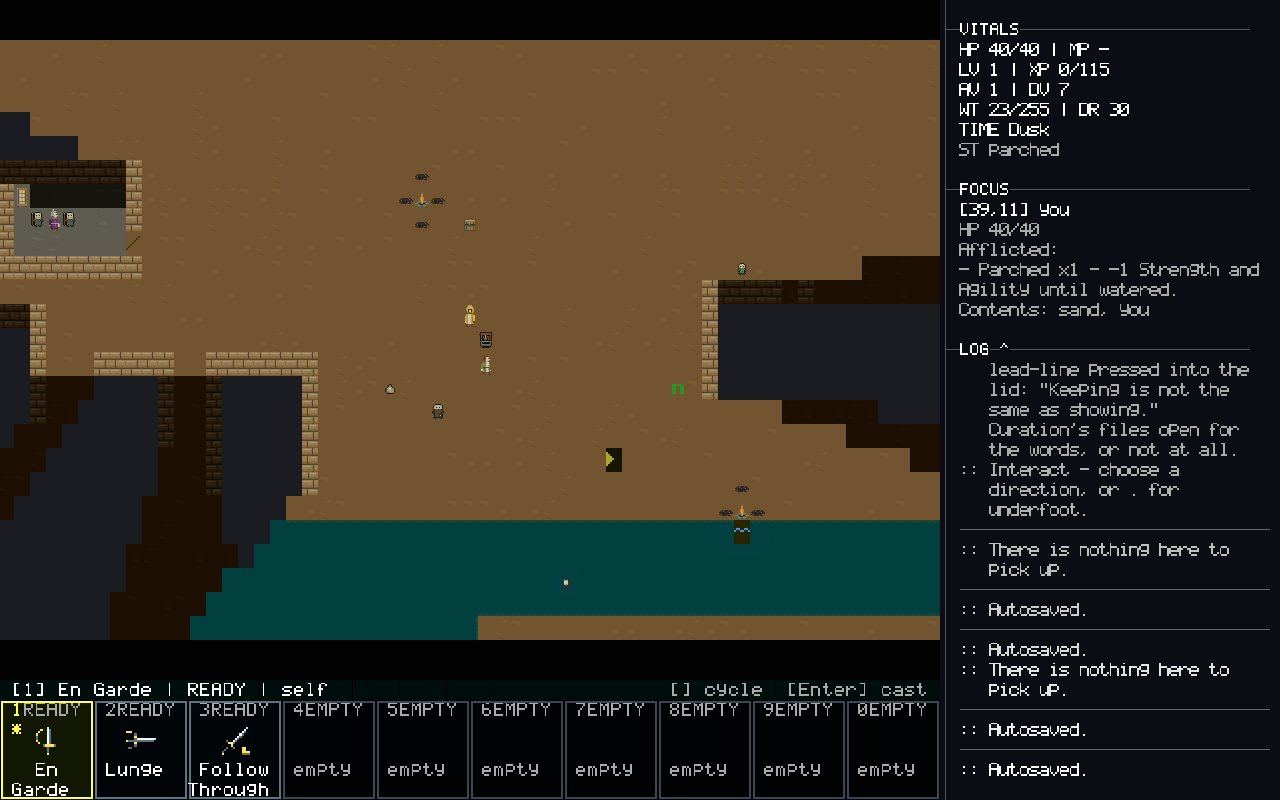 VITALS
HP 40/40 | MP -
LV 1 | XP 0/115
AV 1 | DV 7
WT 23/255 | DR 30
TIME Dusk
ST Parched
FOCUS
[39,11] You
HP 40/40
Afflicted:
- Parched x1 - -1 Strength and
Agility until watered.
Contents: sand, you
LOG ^
lead-line pressed into the
lid: "Keeping is not the
same as showing."
Curation's files open for
the words, or not at all.
:: Interact - choose a
direction, or . for
underfoot.
:: There is nothing here to
pick up.
:: Autosaved.
:: Autosaved.
:: There is nothing here to
pick up.
:: Autosaved.
:: Autosaved.
n
[1] En Garde | READY | self
[] cycle [Enter] cast
1READY 2READY 3READY 4EMPTY 5EMPTY 6EMPTY 7EMPTY 8EMPTY 9EMPTY 0EMPTY
*
En Garde
Lunge
Follow Through
empty empty empty empty empty empty empty